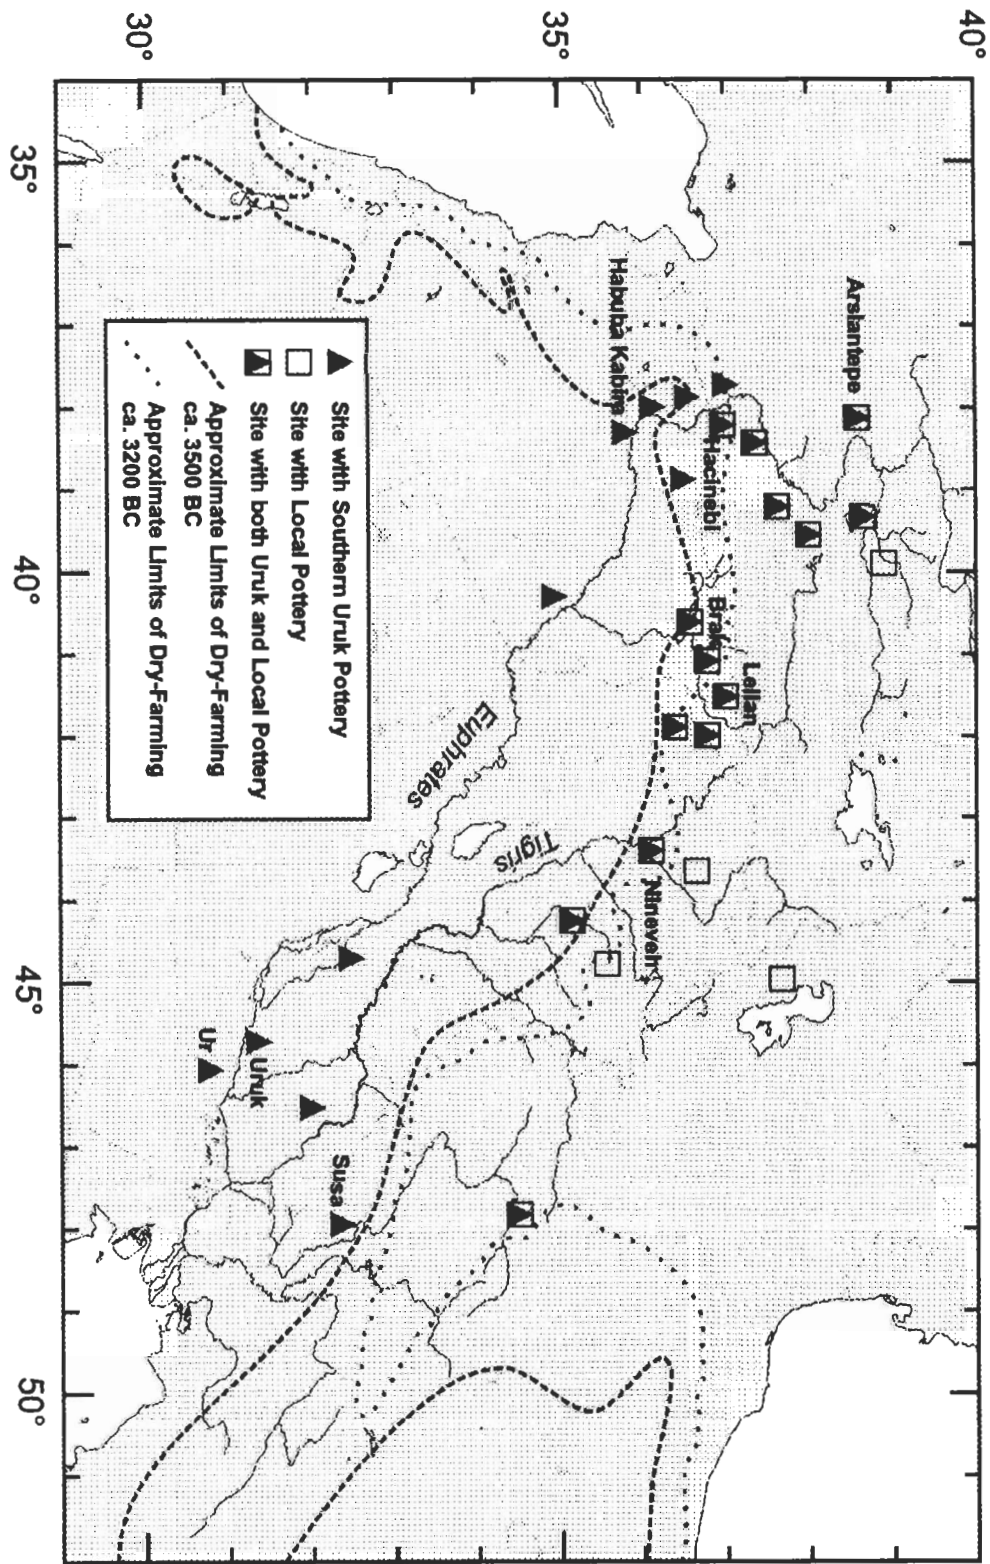 40°
35°
30°
35°
40°
45°
50°
Arslantepe
Habuba Kabira
Hacinebi
Brak
Leilan
Nineveh
Euphrates
Tigris
Uruk
Ur
Susa
Site with Southern Uruk Pottery
Site with Local Pottery
Site with both Uruk and Local Pottery
Approximate Limits of Dry-Farming
ca. 3500 BC
Approximate Limits of Dry-Farming
ca. 3200 BC